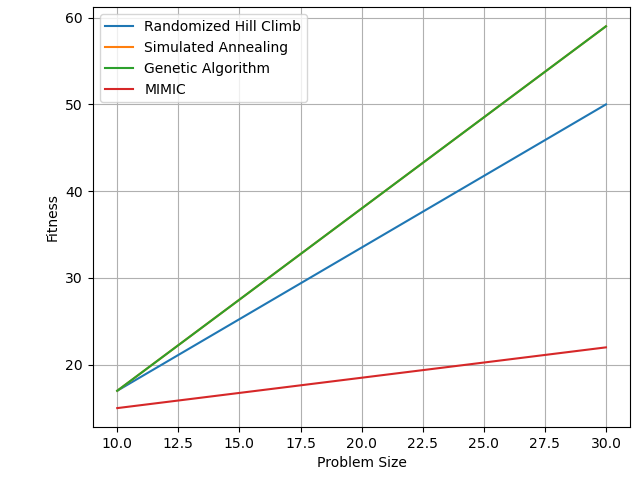 Randomized Hill Climb
Simulated Annealing
Genetic Algorithm
MIMIC
60
50
40
30
20
Fitness
10.0 12.5 15.0 17.5 20.0 22.5 25.0 27.5 30.0
Problem Size